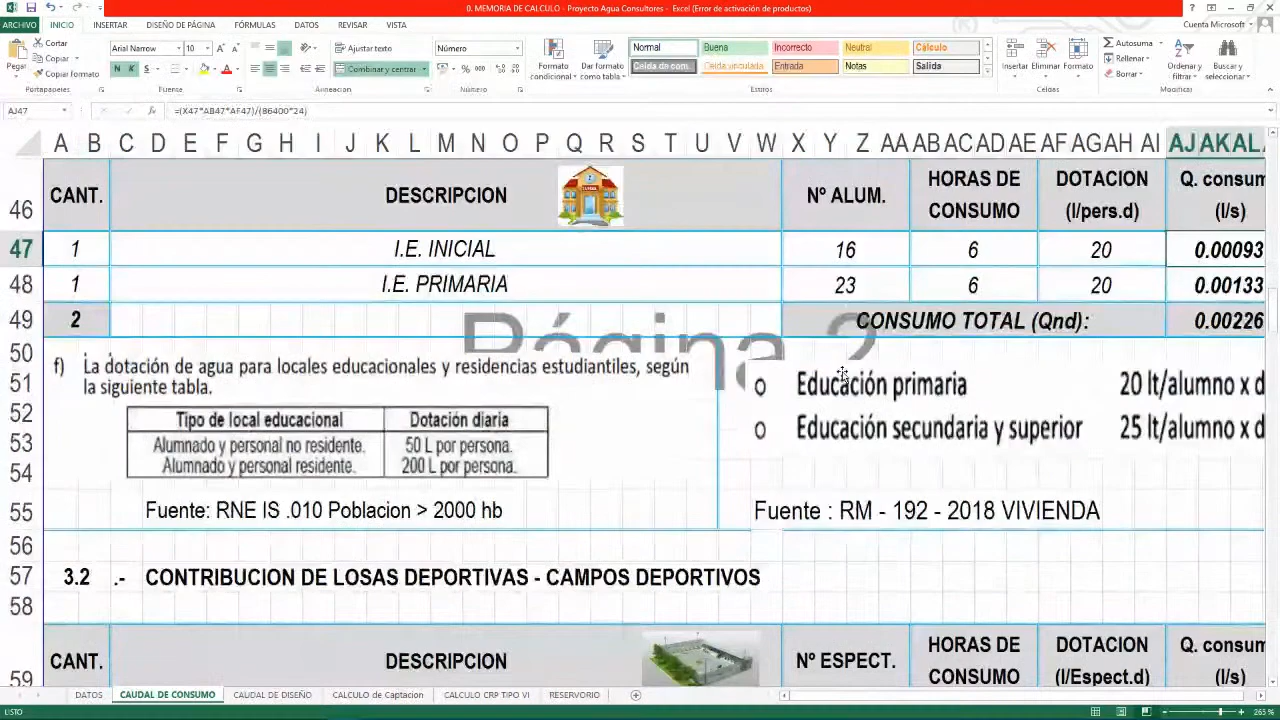 0. MEMORIA DE CALCULO - Proyecto Agua Consultores - Excel (Error de activación de productos)
ARCHIVO INICIO INSERTAR DISEÑO DE PÁGINA FÓRMULAS DATOS REVISAR VISTA Cuenta Microsoft
Cortar
Copiar
Copiar formato
Pegar
Portapapeles
Arial Narrow 10
N K S
Fuente
Ajustar texto
Combinar y centrar
Alineación
Número
Número
Formato condicional
Dar formato como tabla
Normal Buena Incorrecto Neutral Cálculo
Celda de com... Celda vinculada Entrada Notas Salida
Estilos
Insertar Eliminar Formato
Celdas
Autosuma
Rellenar
Borrar
Ordenar y filtrar
Buscar y seleccionar
Modificar
AJ47 =(X47*AB47*AF47)/(86400*24)
A B C D E F G H I J K L M N O P Q R S T U V W X Y Z AA AB AC AD AE AF AG AH AI AJ AK AL
46 CANT. DESCRIPCION Nº ALUM. HORAS DE CONSUMO DOTACION (l/pers.d) Q. consum (l/s)
47 1 I.E. INICIAL 16 6 20 0.00093
48 1 I.E. PRIMARIA 23 6 20 0.00133
49 2 CONSUMO TOTAL (Qnd): 0.00226
Página 2
50
f) La dotación de agua para locales educacionales y residencias estudiantiles, según
la siguiente tabla.
51 o Educación primaria 20 lt/alumno x d
52 Tipo de local educacional Dotación diaria
o Educación secundaria y superior 25 lt/alumno x d
53 Alumnado y personal no residente. 50 L por persona.
54 Alumnado y personal residente. 200 L por persona.
55 Fuente: RNE IS .010 Poblacion > 2000 hb Fuente : RM - 192 - 2018 VIVIENDA
56
57 3.2 .- CONTRIBUCION DE LOSAS DEPORTIVAS - CAMPOS DEPORTIVOS
58
59 CANT. DESCRIPCION Nº ESPECT. HORAS DE CONSUMO DOTACION (l/Espect.d) Q. consum (l/s)
DATOS CAUDAL DE CONSUMO CAUDAL DE DISEÑO CALCULO de Captacion CALCULO CRP TIPO VI RESERVORIO
LISTO 265 %